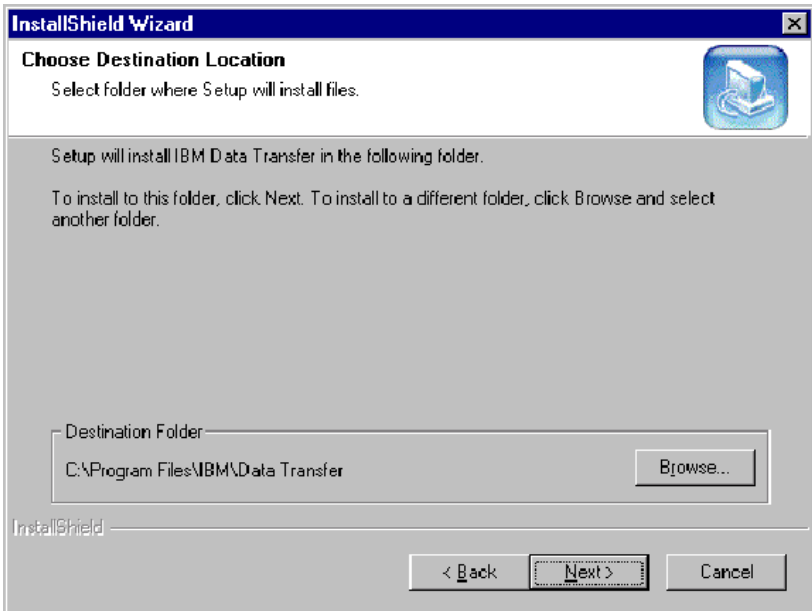 InstallShield Wizard
Choose Destination Location
Select folder where Setup will install files.
Setup will install IBM Data Transfer in the following folder.
To install to this folder, click Next. To install to a different folder, click Browse and select
another folder.
Destination Folder
C:\Program Files\IBM\Data Transfer
Browse...
InstallShield
< Back
Next >
Cancel